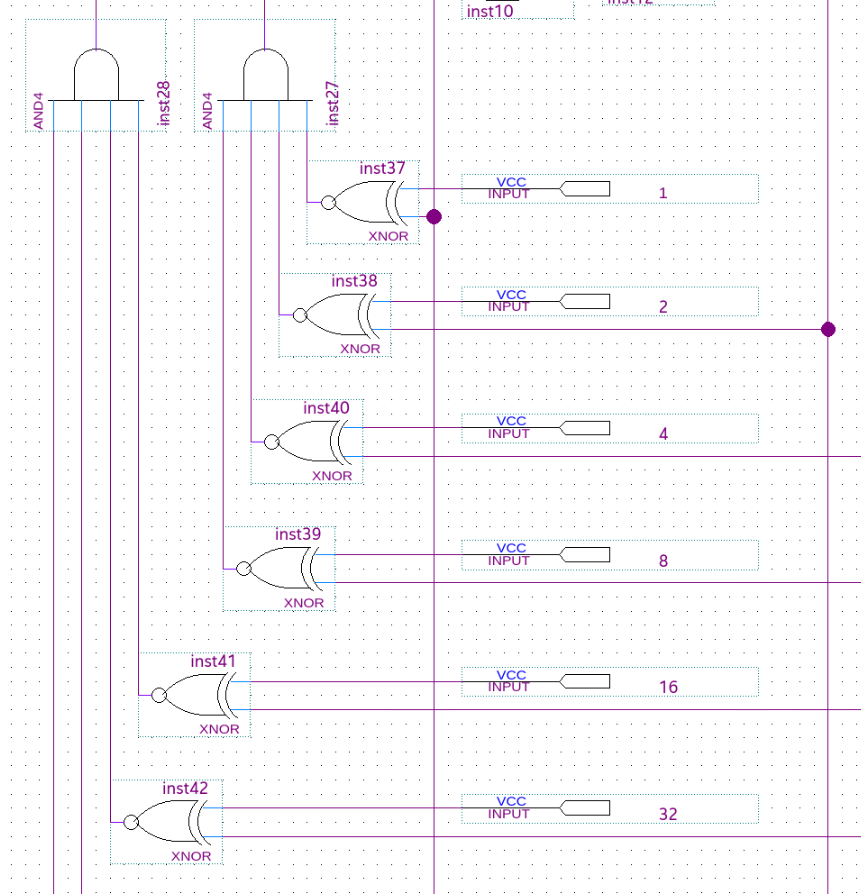 inst10
inst12
AND4
inst28
AND4
inst27
inst37
XNOR
VCC
INPUT
1
inst38
XNOR
VCC
INPUT
2
inst40
XNOR
VCC
INPUT
4
inst39
XNOR
VCC
INPUT
8
inst41
XNOR
VCC
INPUT
16
inst42
XNOR
VCC
INPUT
32